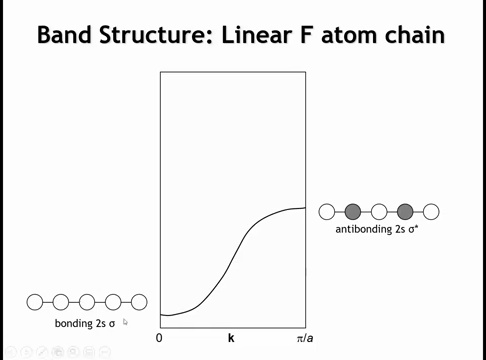 Band Structure: Linear F atom chain
antibonding 2s σ*
bonding 2s σ
0
k
π/a